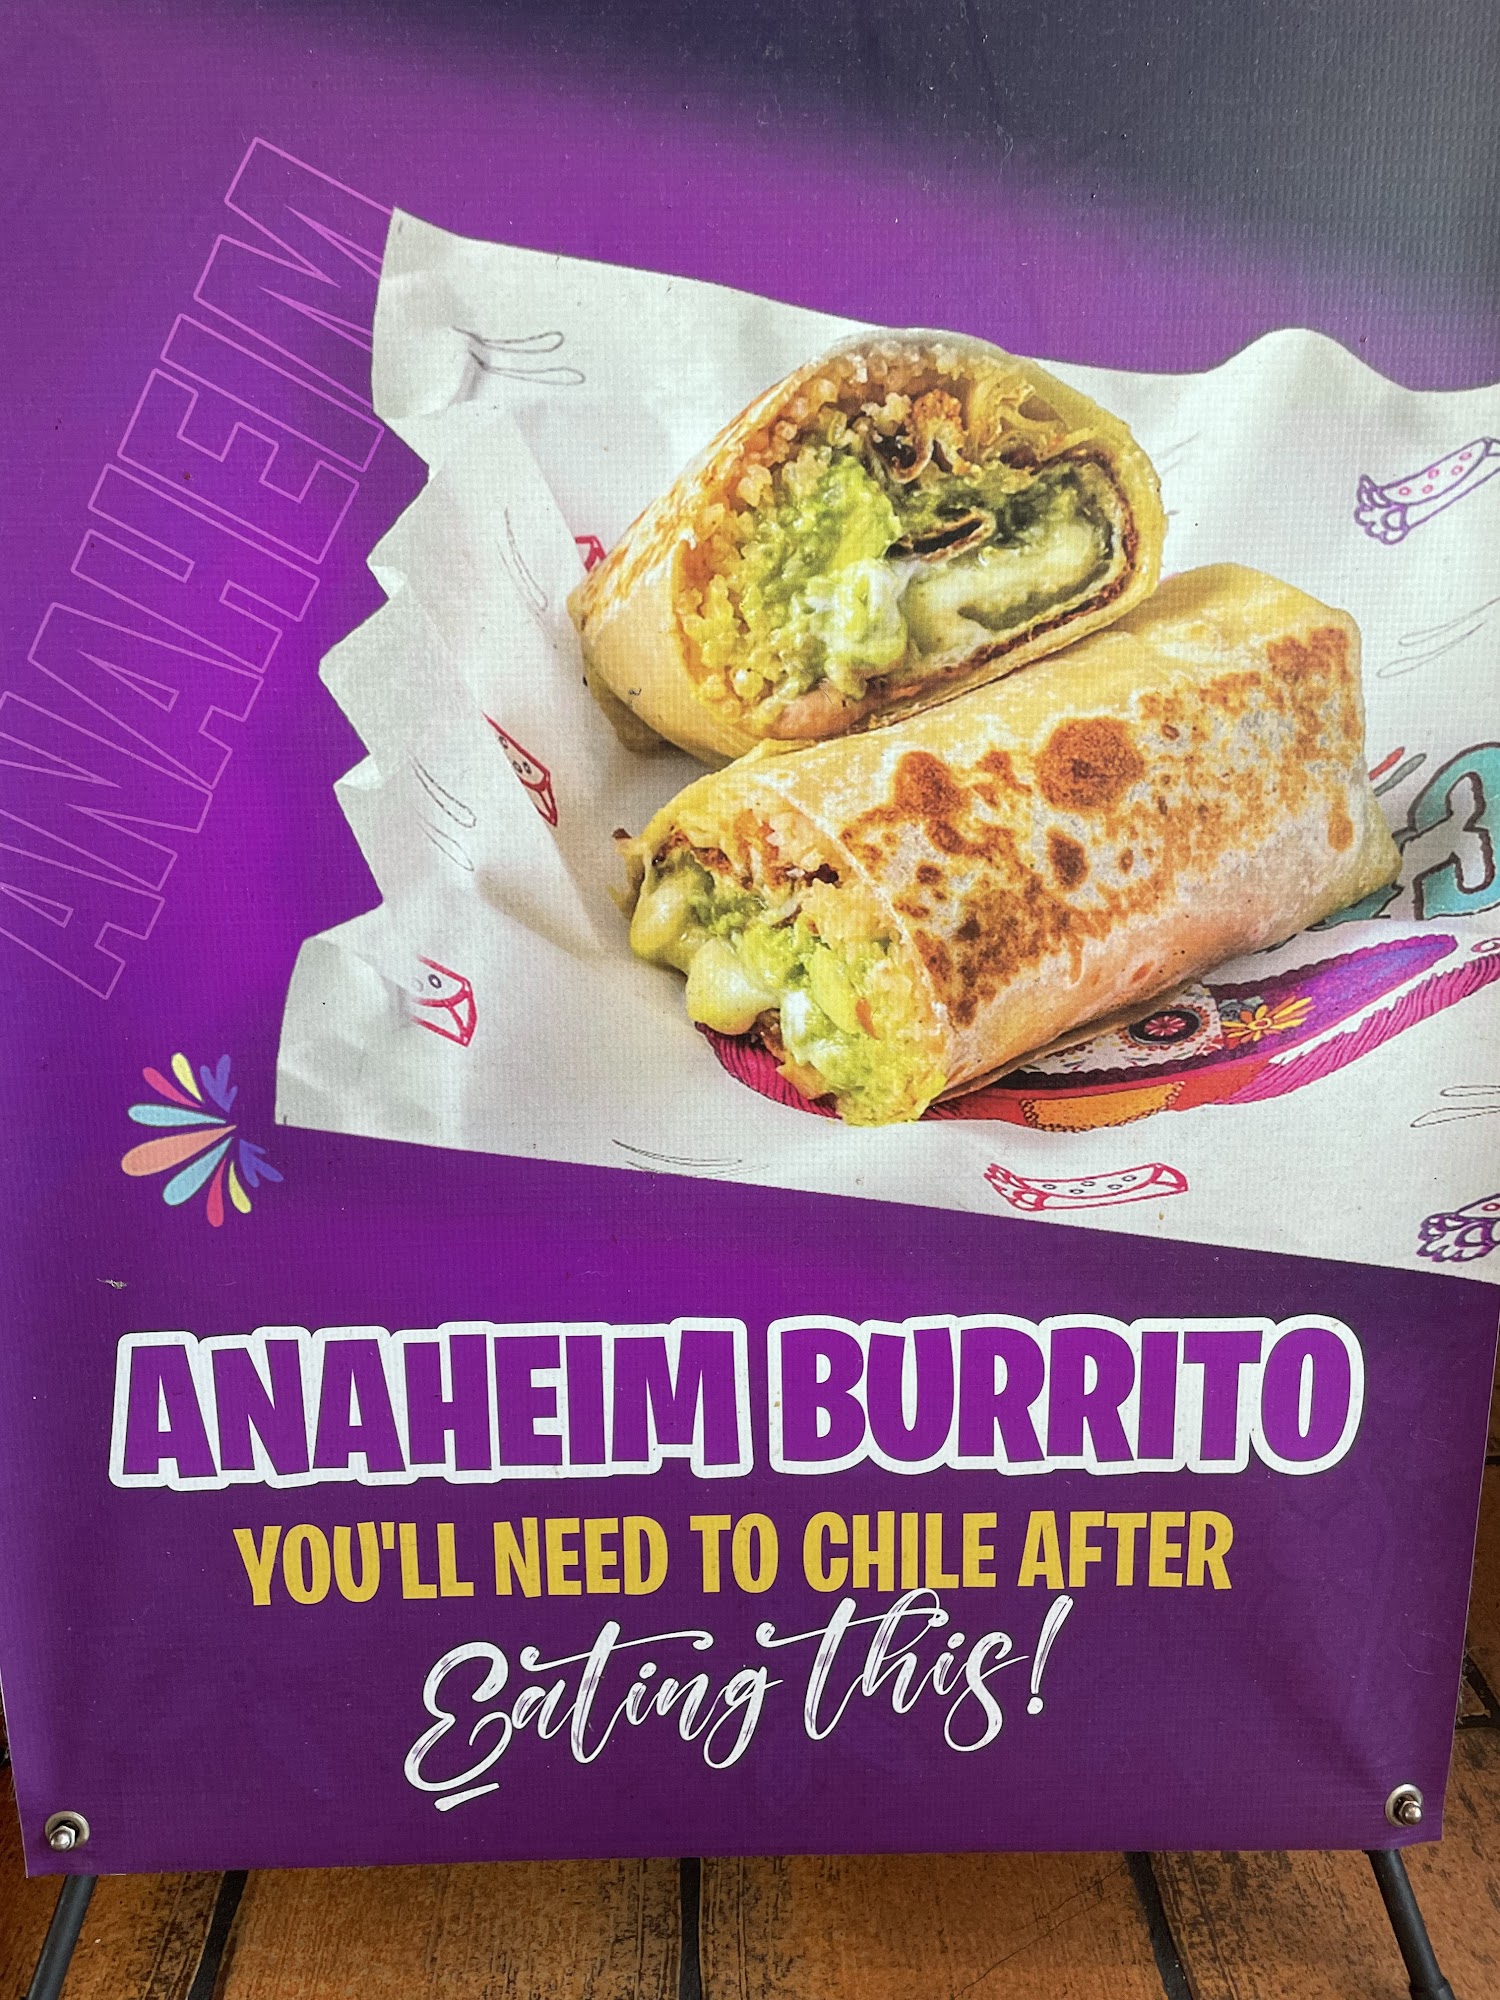 ANAHEIM
ANAHEIM BURRITO
YOU'LL NEED TO CHILE AFTER
Eating this!